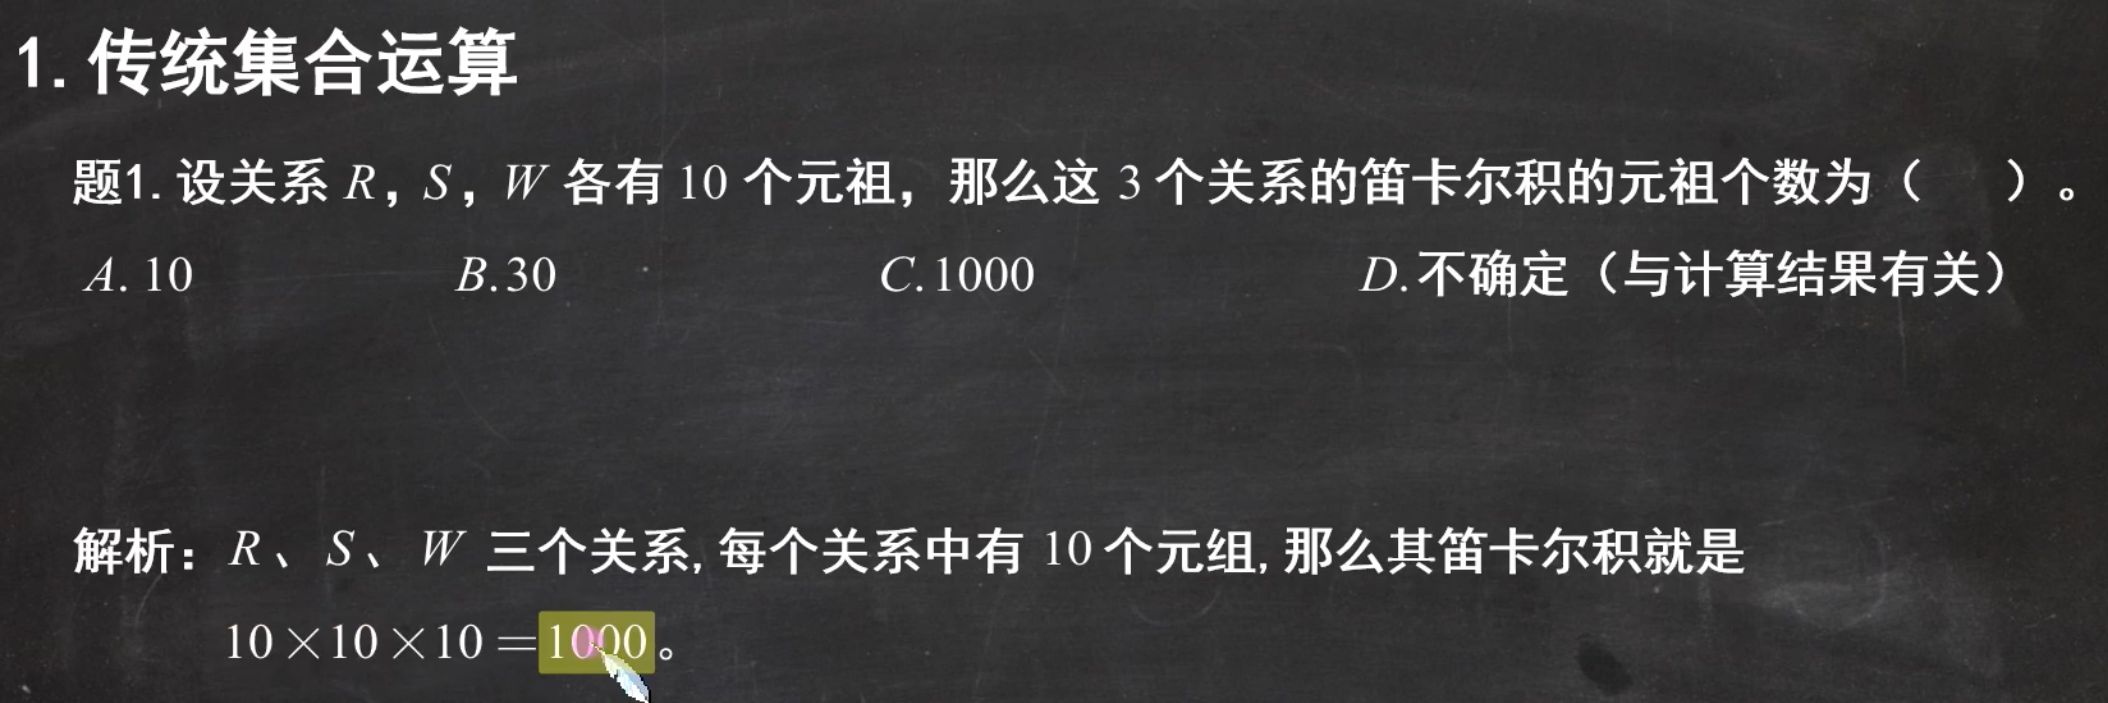 1.传统集合运算
题1.设关系 R，S，W 各有 10 个元祖，那么这 3 个关系的笛卡尔积的元祖个数为（ ）。
A. 10 B.30 C.1000 D.不确定（与计算结果有关）
解析：R、S、W 三个关系,每个关系中有 10 个元组,那么其笛卡尔积就是
10×10×10=1000。